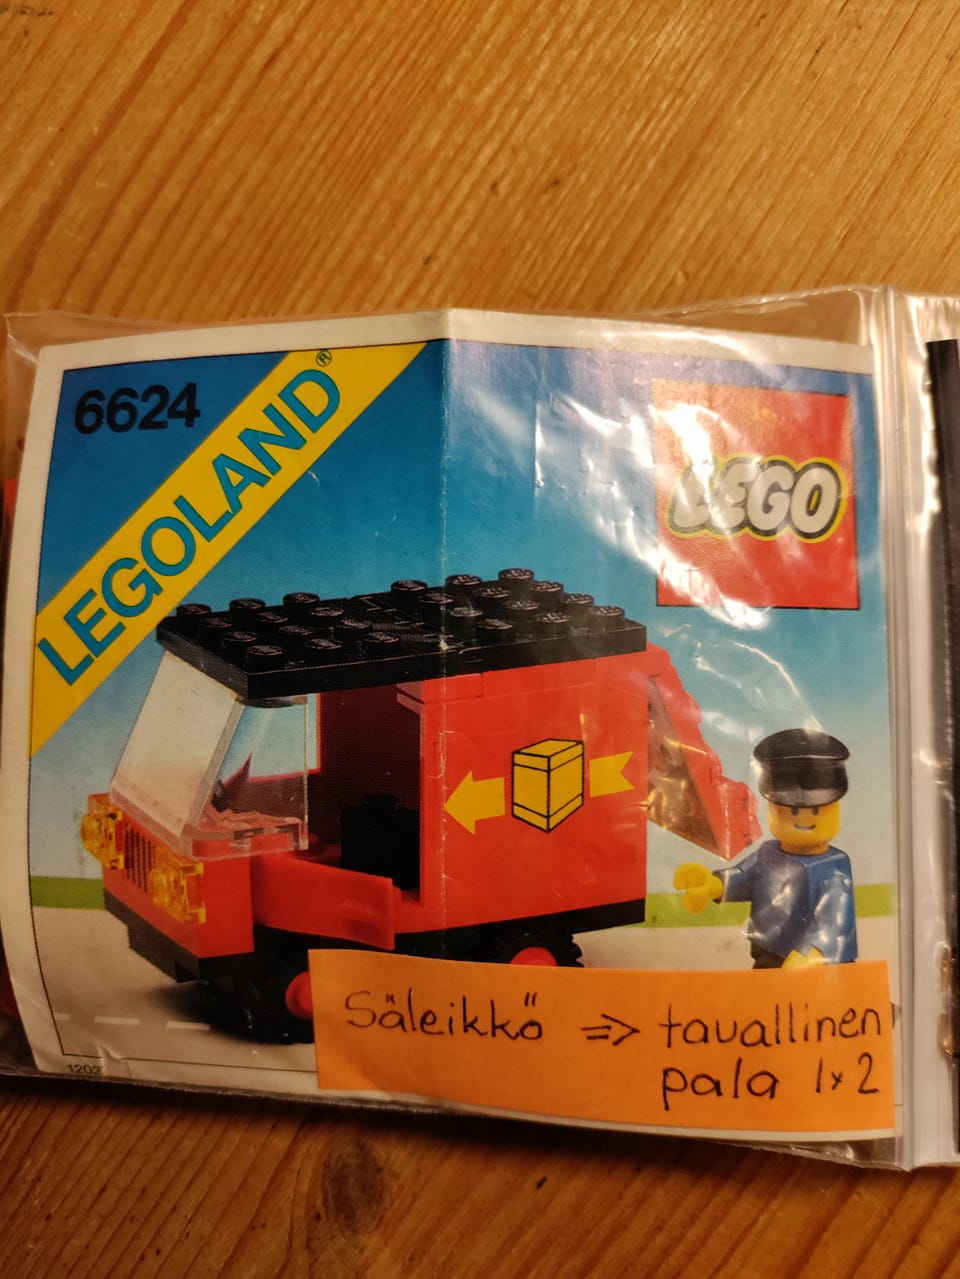 6624
LEGOLAND®
LEGO
Säleikkö => tavallinen
pala 1x2